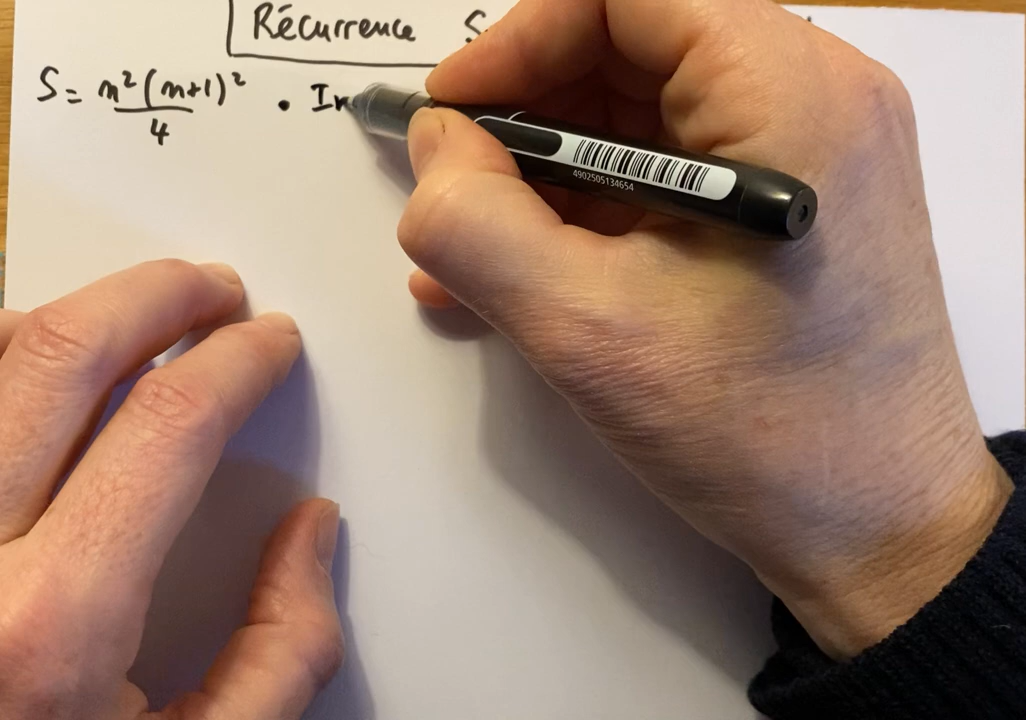 Récurrence
S = n²(n+1)² / 4 • In
4902505134654